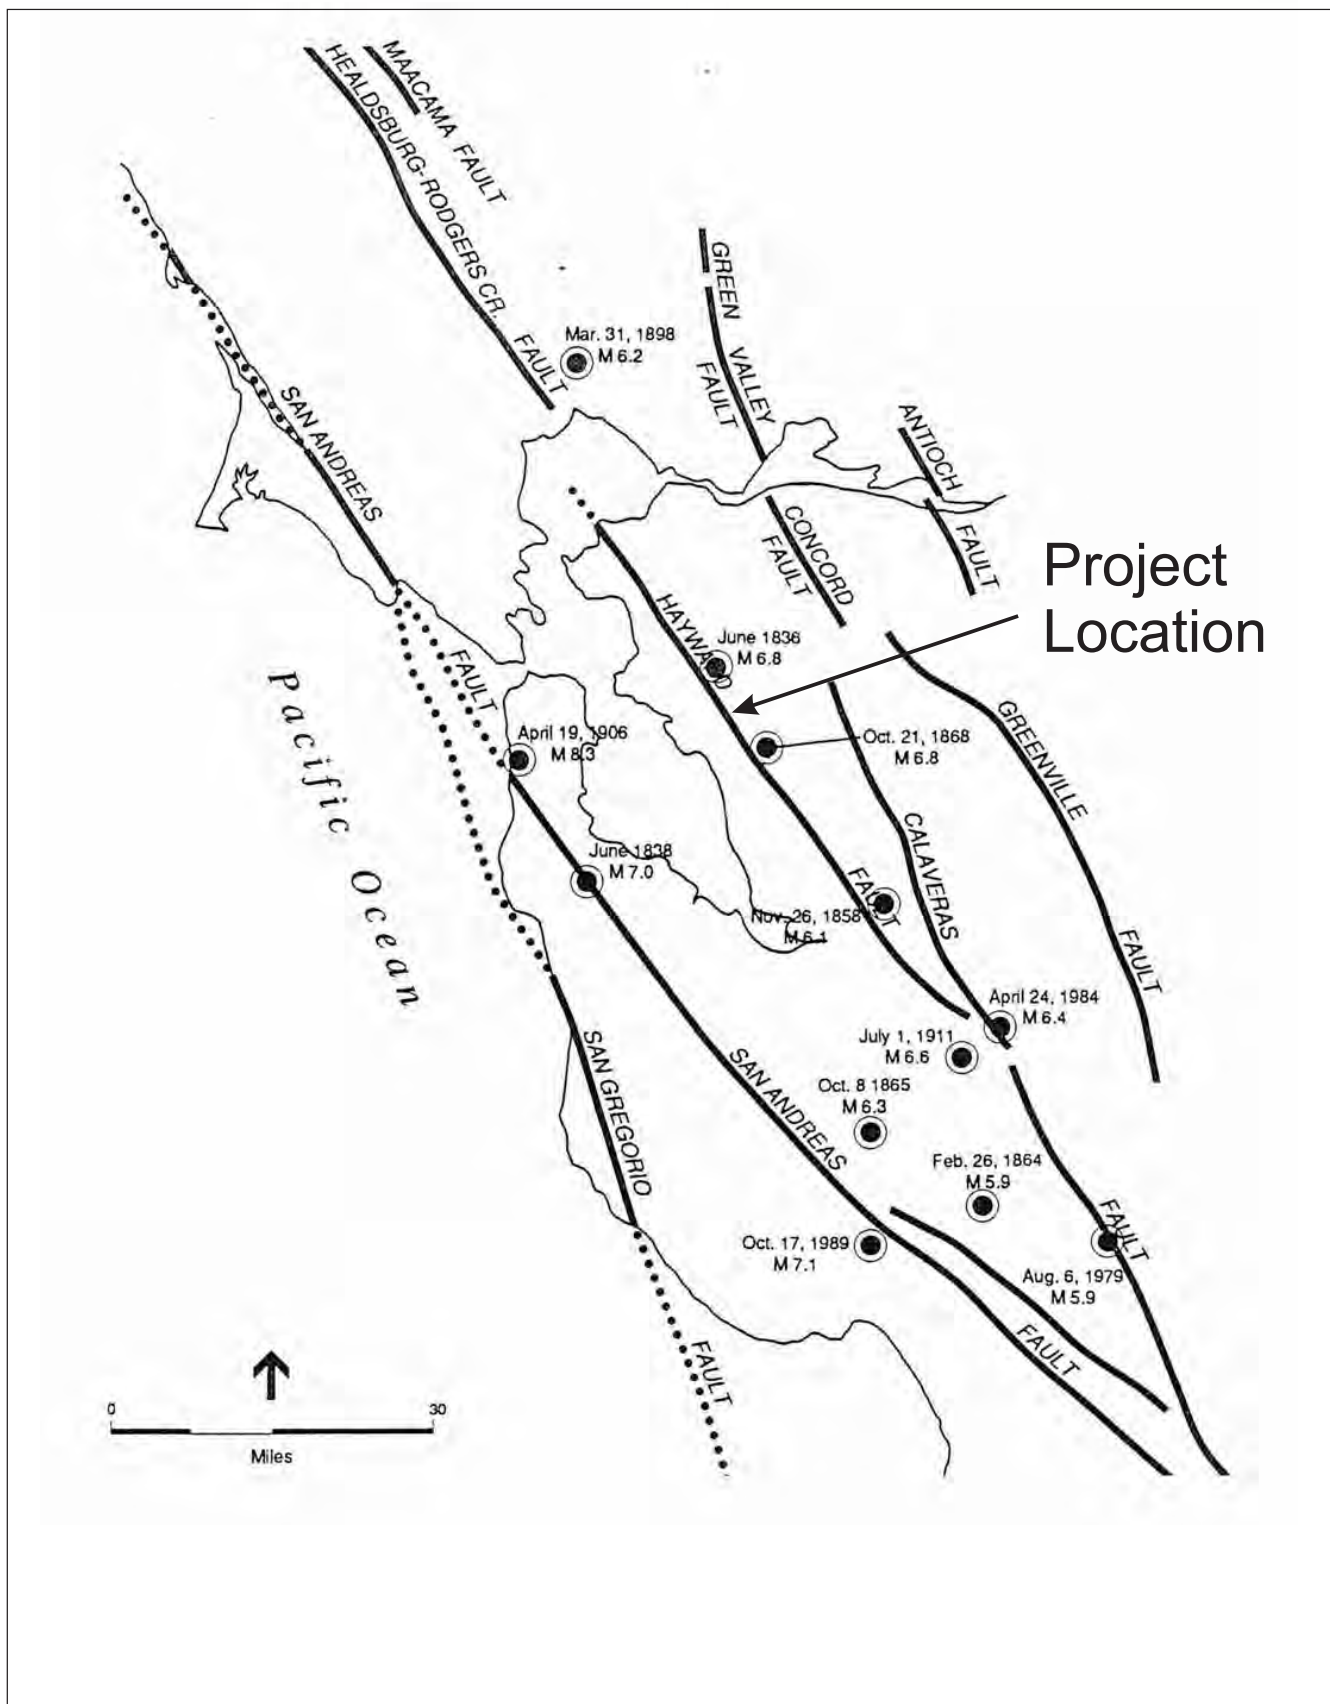 MAACAMA FAULT
HEALDSBURG-RODGERS CR.
FAULT
GREEN
VALLEY
FAULT
Mar. 31, 1898
M 6.2
SAN ANDREAS
FAULT
ANTIOCH
FAULT
CONCORD
FAULT
Project
Location
HAYWARD
FAULT
June 1836
M 6.8
GREENVILLE
FAULT
Pacific Ocean
April 19, 1906
M 8.3
Oct. 21, 1868
M 6.8
CALAVERAS
FAULT
June 1838
M 7.0
Nov. 26, 1858
M 6.1
April 24, 1984
M 6.4
July 1, 1911
M 6.6
SAN GREGORIO
FAULT
SAN ANDREAS
FAULT
Oct. 8 1865
M 6.3
Feb. 26, 1864
M 5.9
Oct. 17, 1989
M 7.1
Aug. 6, 1979
M 5.9
0
30
Miles